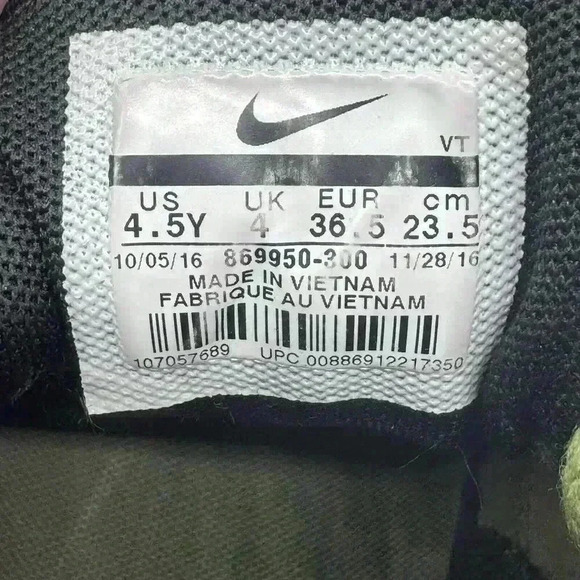 VT
US UK EUR cm
4.5Y 4 36.5 23.5
10/05/16 869950-300 11/28/16
MADE IN VIETNAM
FABRIQUE AU VIETNAM
107057689 UPC 00886912217350